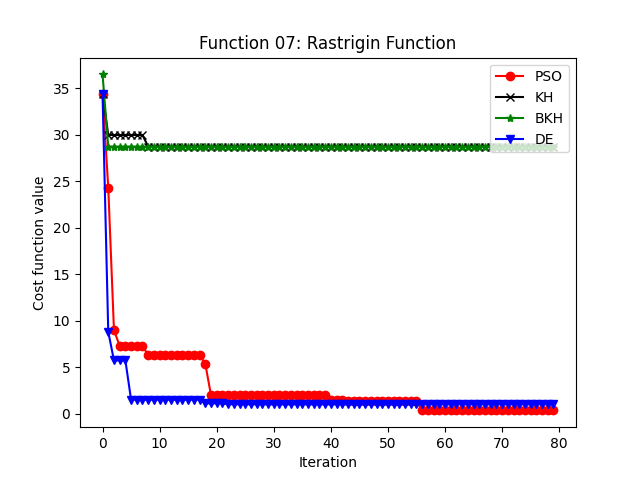 Function 07: Rastrigin Function
PSO
KH
BKH
DE
35
30
25
20
15
10
5
0
Cost function value
0 10 20 30 40 50 60 70 80
Iteration